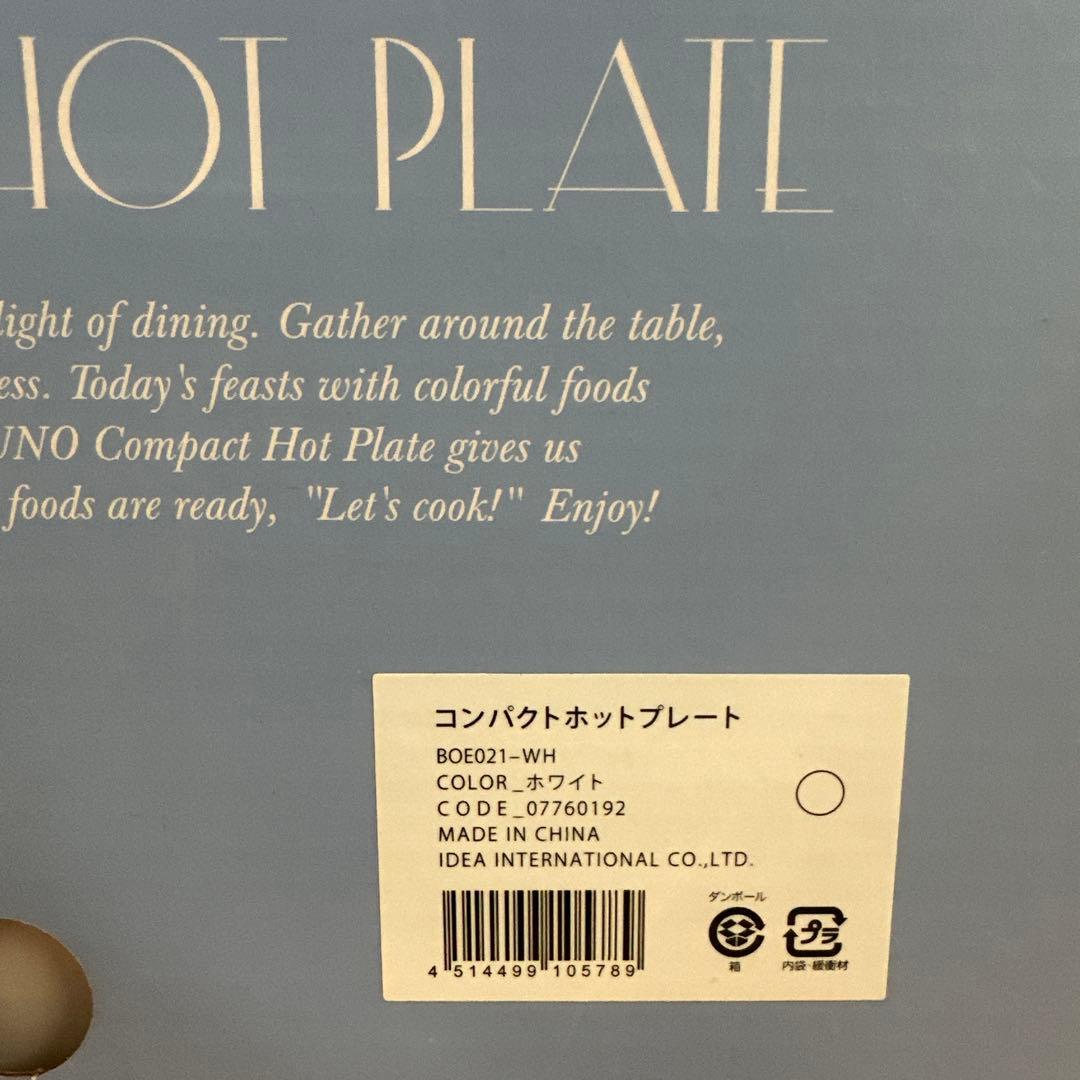 HOT PLATE
light of dining. Gather around the table,
ess. Today's feasts with colorful foods
UNO Compact Hot Plate gives us
foods are ready, "Let's cook!" Enjoy!
コンパクトホットプレート
BOE021-WH
COLOR_ホワイト
CODE_07760192
MADE IN CHINA
IDEA INTERNATIONAL CO.,LTD.
4 514499 105789
ダンボール
箱
プラ
内袋・緩衝材